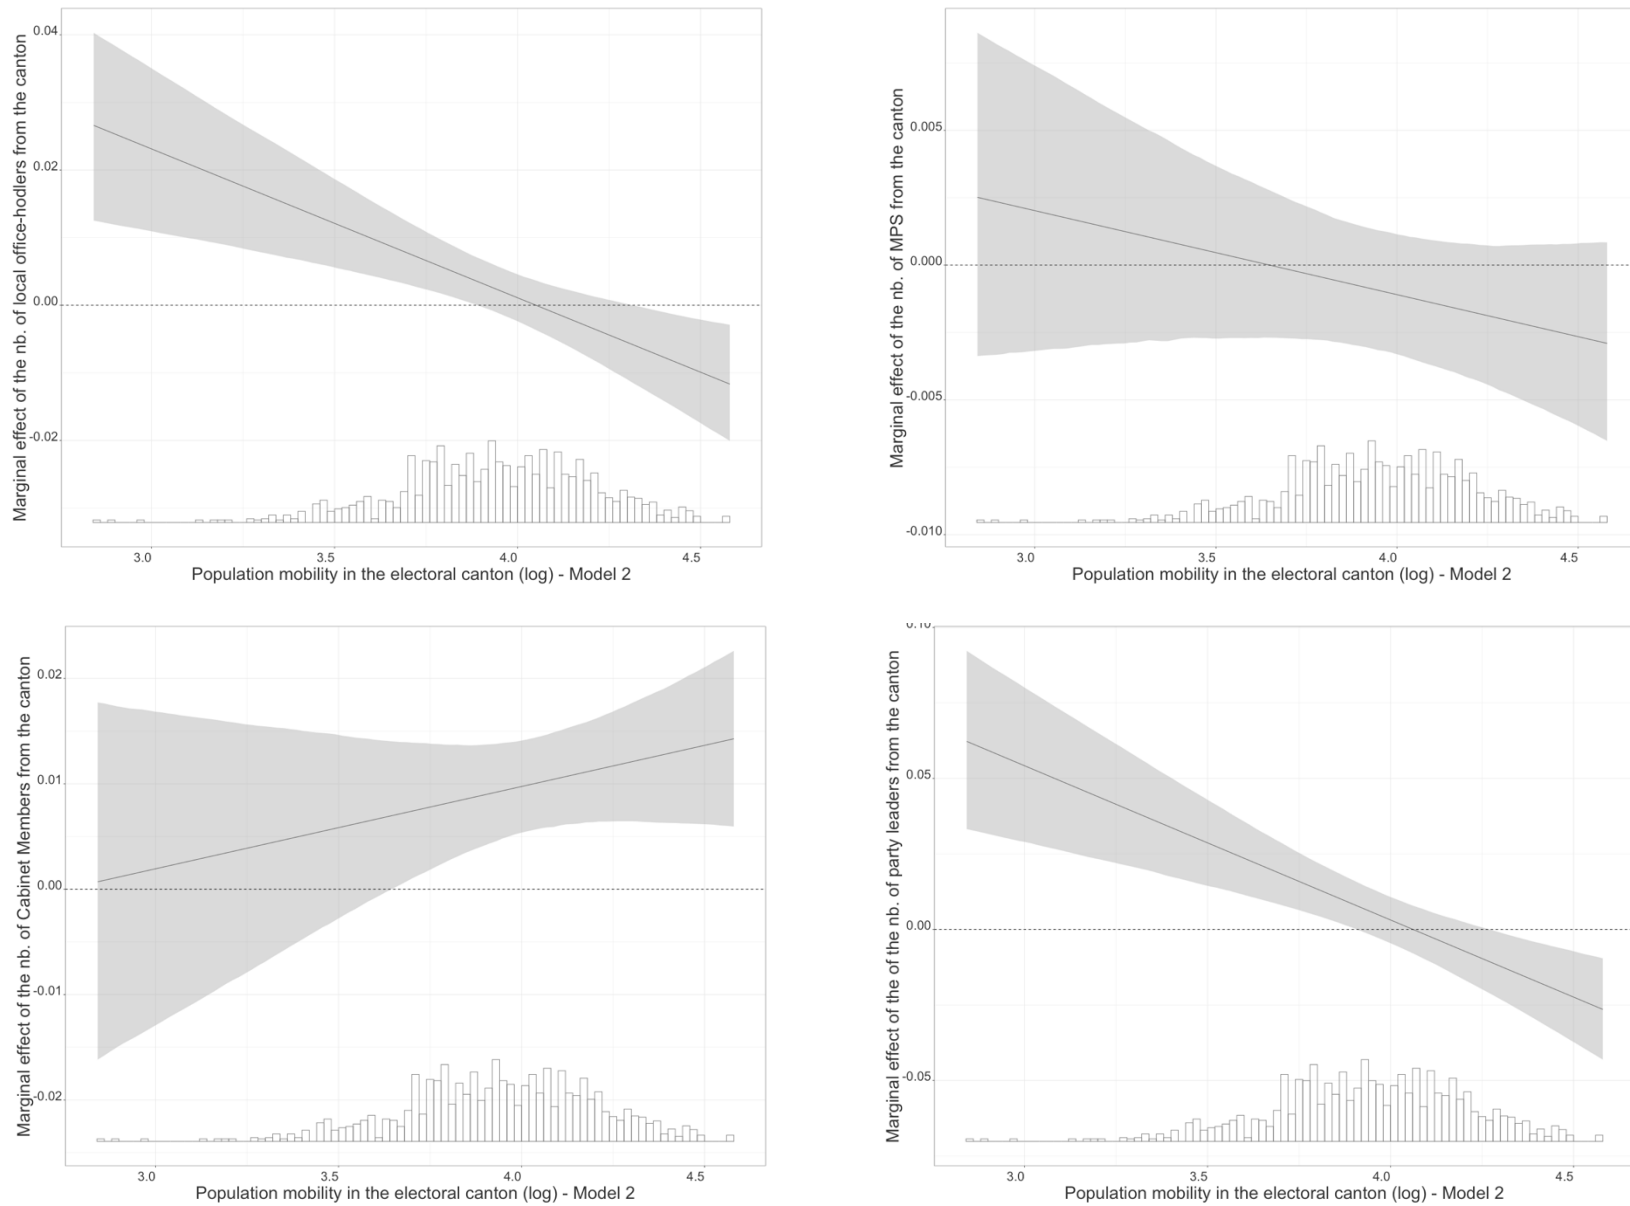 Marginal effect of the nb. of local office-hodlers from the canton
0.04
0.02
0.00
-0.02
3.0 3.5 4.0 4.5
Population mobility in the electoral canton (log) - Model 2
Marginal effect of the nb. of MPS from the canton
0.005
0.000
-0.005
-0.010
3.0 3.5 4.0 4.5
Population mobility in the electoral canton (log) - Model 2
Marginal effect of the nb. of Cabinet Members from the canton
0.02
0.01
0.00
-0.01
-0.02
3.0 3.5 4.0 4.5
Population mobility in the electoral canton (log) - Model 2
Marginal effect of the of the nb. of party leaders from the canton
0.10
0.05
0.00
-0.05
3.0 3.5 4.0 4.5
Population mobility in the electoral canton (log) - Model 2